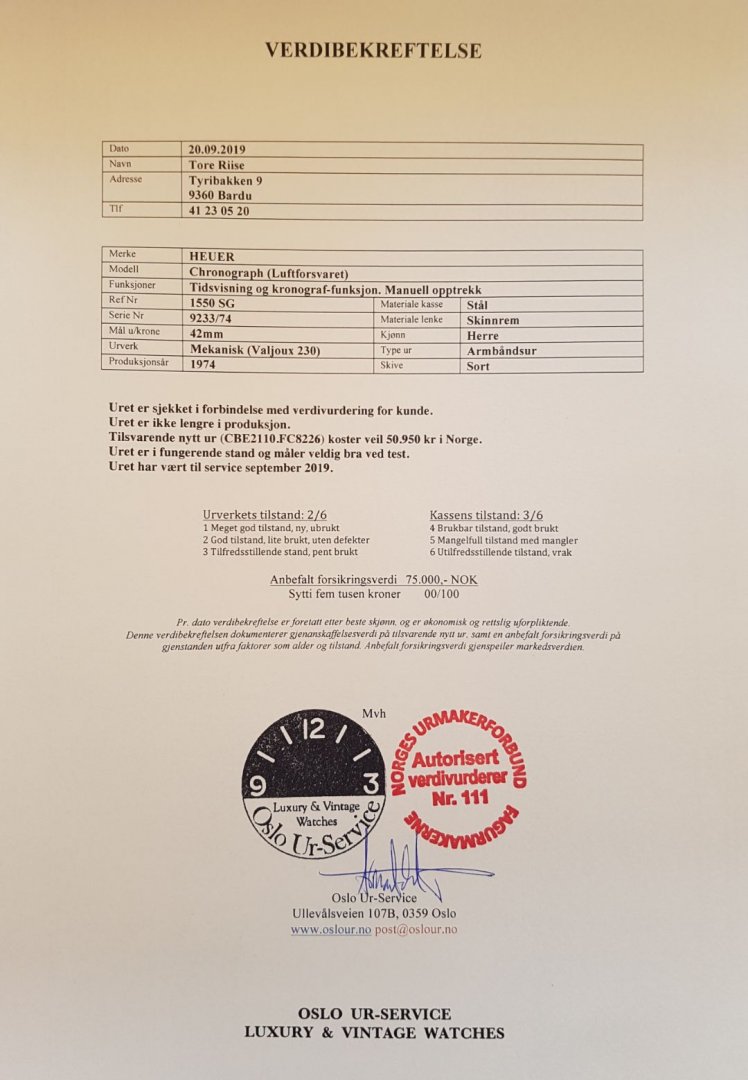 VERDIBEKREFTELSE
Dato 20.09.2019
Navn Tore Riise
Adresse Tyribakken 9
9360 Bardu
Tlf 41 23 05 20
Merke HEUER
Modell Chronograph (Luftforsvaret)
Funksjoner Tidsvisning og kronograf-funksjon. Manuell opptrekk
Ref Nr 1550 SG Materiale kasse Stål
Serie Nr 9233/74 Materiale lenke Skinnrem
Mål u/krone 42mm Kjønn Herre
Urverk Mekanisk (Valjoux 230) Type ur Armbåndsur
Produksjonsår 1974 Skive Sort
Uret er sjekket i forbindelse med verdivurdering for kunde.
Uret er ikke lengre i produksjon.
Tilsvarende nytt ur (CBE2110.FC8226) koster veil 50.950 kr i Norge.
Uret er i fungerende stand og måler veldig bra ved test.
Uret har vært til service september 2019.
Urverkets tilstand: 2/6 Kassens tilstand: 3/6
1 Meget god tilstand, ny, ubrukt 4 Brukbar tilstand, godt brukt
2 God tilstand, lite brukt, uten defekter 5 Mangelfull tilstand med mangler
3 Tilfredsstillende stand, pent brukt 6 Utilfredsstillende tilstand, vrak
Anbefalt forsikringsverdi 75.000,- NOK
Sytti fem tusen kroner 00/100
Pr. dato verdibekreftelse er foretatt etter beste skjønn, og er økonomisk og rettslig uforpliktende.
Denne verdibekreftelsen dokumenterer gjenanskaffelsesverdi på tilsvarende nytt ur, samt en anbefalt forsikringsverdi på
gjenstanden utfra faktorer som alder og tilstand. Anbefalt forsikringsverdi gjenspeiler markedsverdien.
Mvh
12
9 3
Luxury & Vintage
Watches
Oslo Ur-Service
NORGES URMAKERFORBUND
Autorisert
verdivurderer
Nr. 111
FAGURMAKERNE
Oslo Ur-Service
Ullevålsveien 107B, 0359 Oslo
www.oslour.no post@oslour.no
OSLO UR-SERVICE
LUXURY & VINTAGE WATCHES